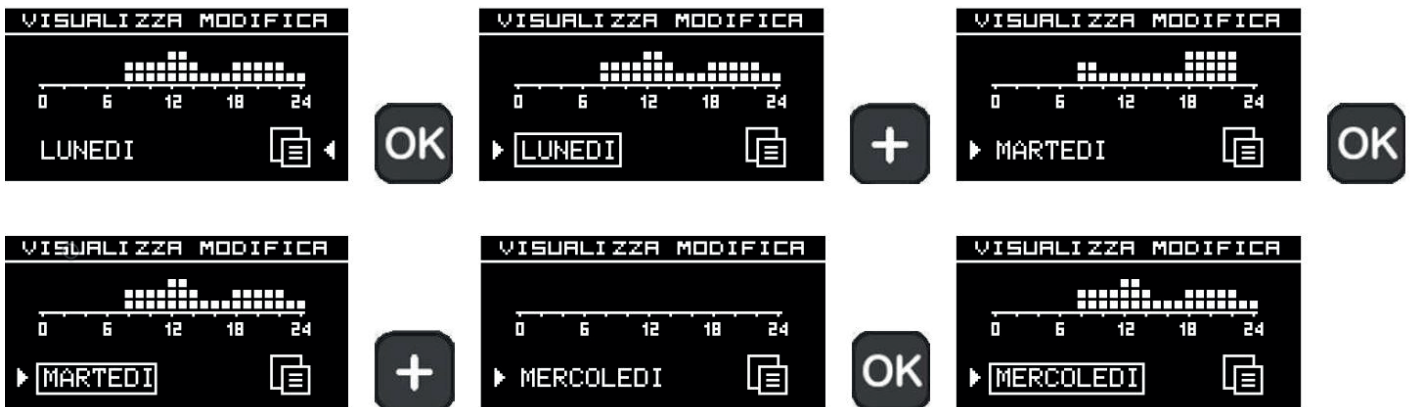 VISUALIZZA MODIFICA
0 6 12 18 24
LUNEDI
OK
VISUALIZZA MODIFICA
0 6 12 18 24
LUNEDI
+
VISUALIZZA MODIFICA
0 6 12 18 24
MARTEDI
OK
VISUALIZZA MODIFICA
0 6 12 18 24
MARTEDI
+
VISUALIZZA MODIFICA
0 6 12 18 24
MERCOLEDI
OK
VISUALIZZA MODIFICA
0 6 12 18 24
MERCOLEDI